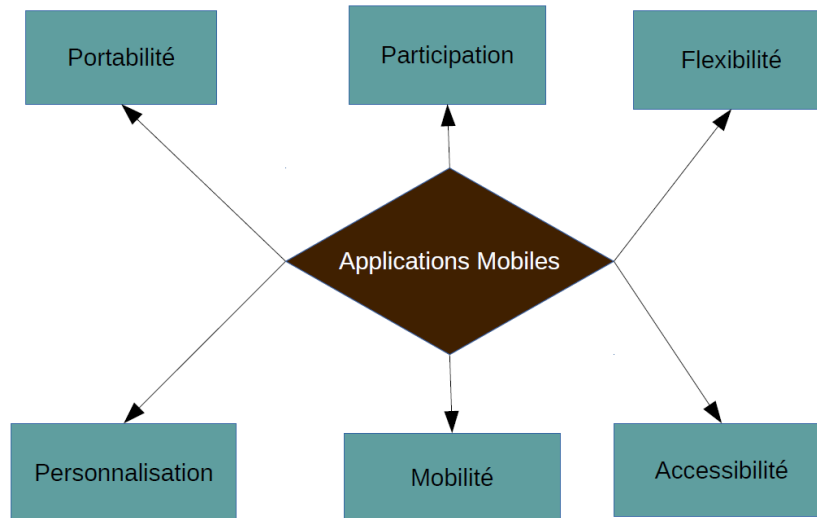 Portabilité
Participation
Flexibilité
Applications Mobiles
Personnalisation
Mobilité
Accessibilité